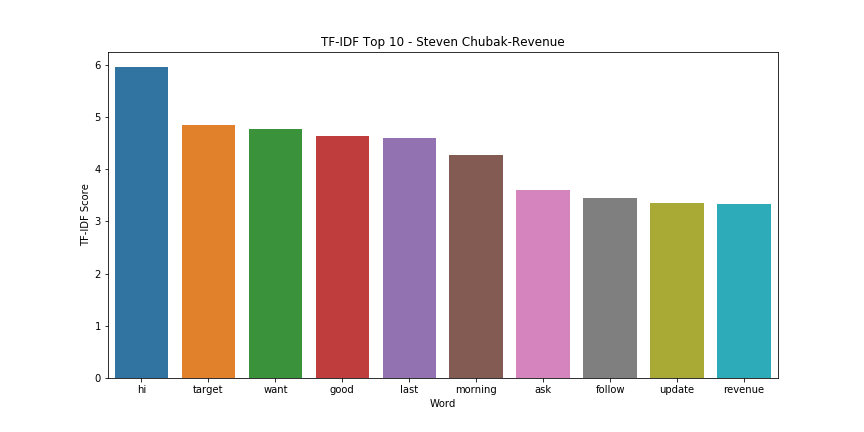 TF-IDF Top 10 - Steven Chubak-Revenue
TF-IDF Score
6
5
4
3
2
1
0
hi target want good last morning ask follow update revenue
Word